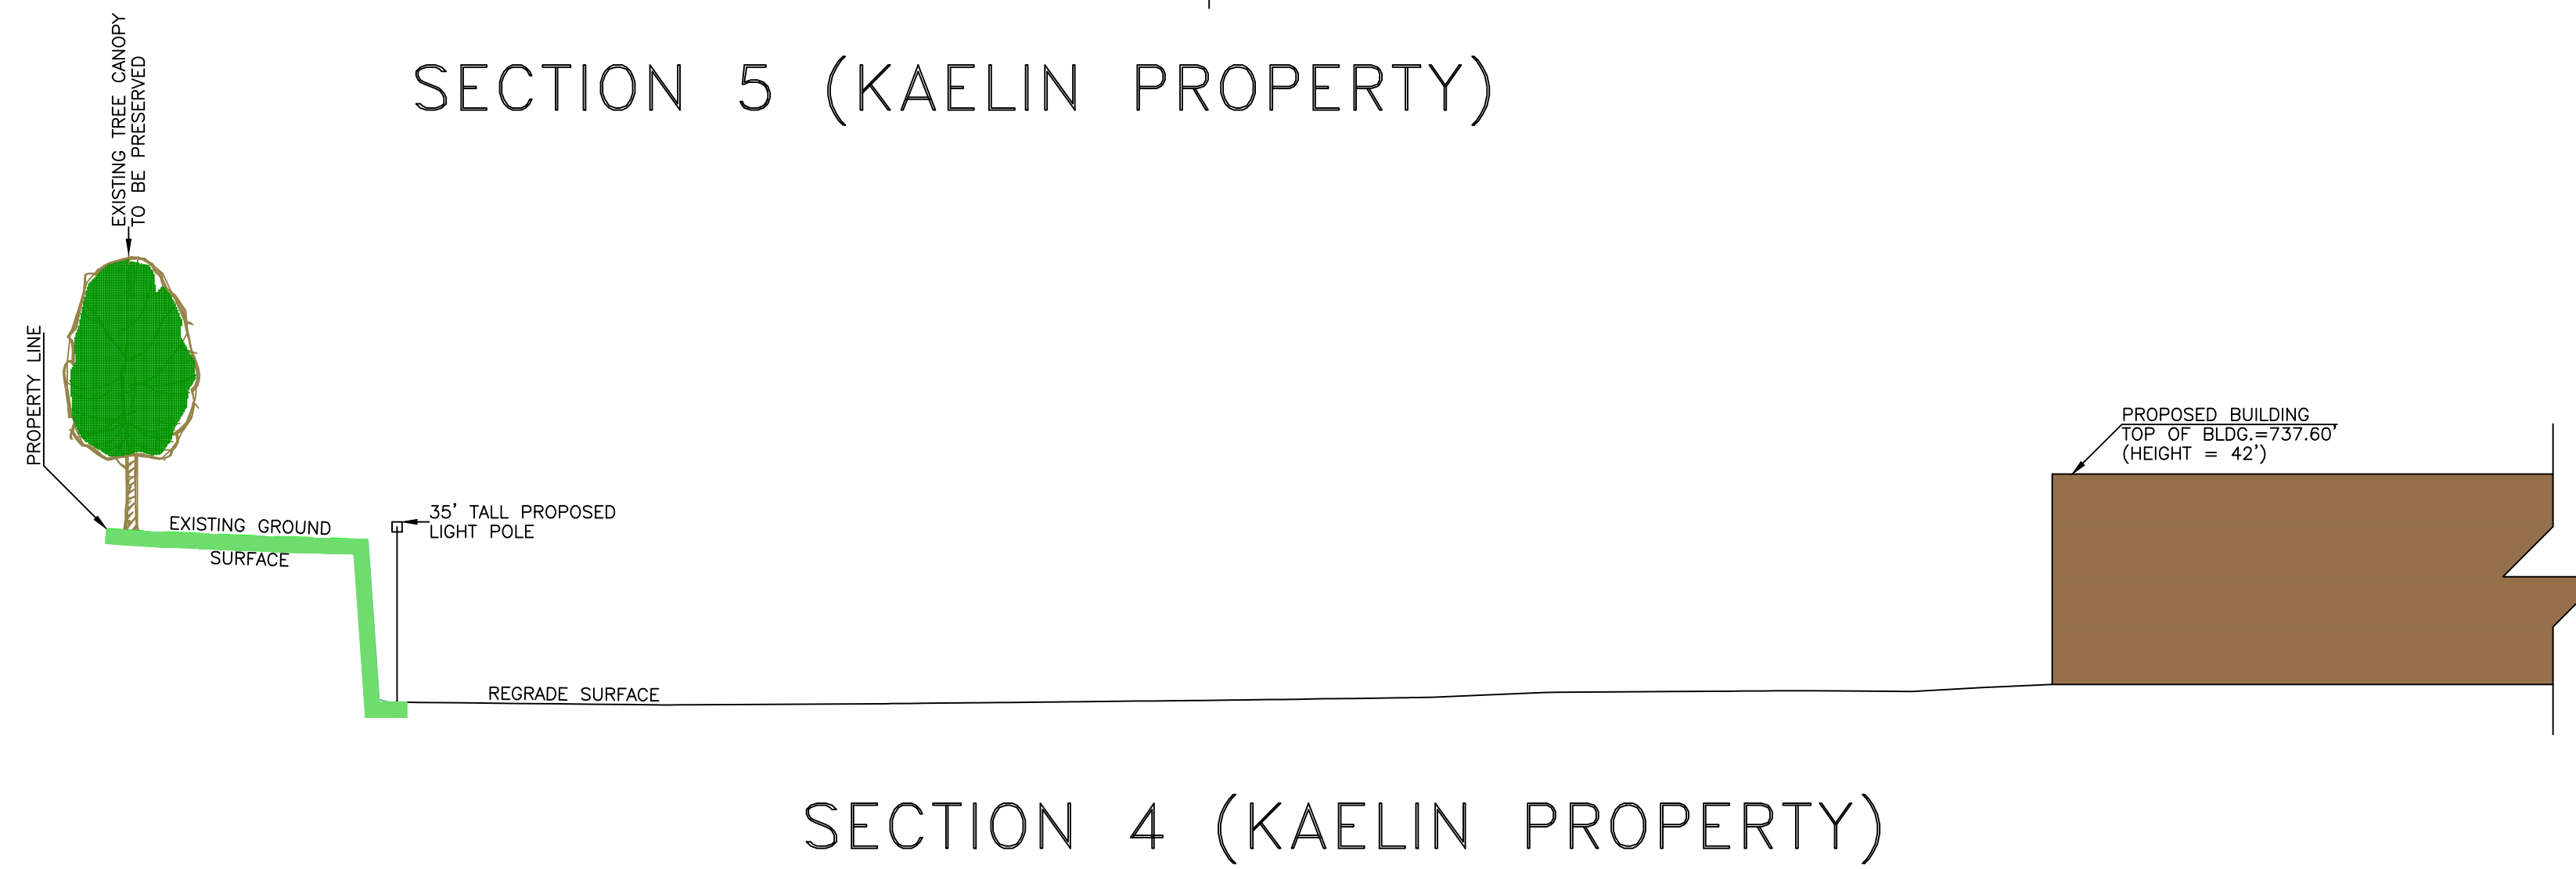 EXISTING TREE CANOPY
TO BE PRESERVED
SECTION 5 (KAELIN PROPERTY)
PROPERTY LINE
EXISTING GROUND
SURFACE
35' TALL PROPOSED
LIGHT POLE
REGRADE SURFACE
PROPOSED BUILDING
TOP OF BLDG.=737.60'
(HEIGHT = 42')
SECTION 4 (KAELIN PROPERTY)